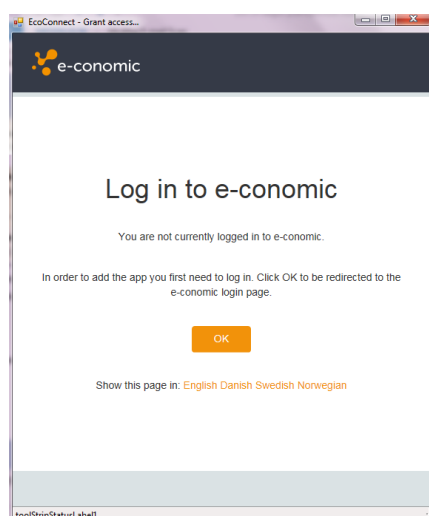 EcoConnect - Grant access...
e-conomic
Log in to e-conomic
You are not currently logged in to e-conomic.
In order to add the app you first need to log in. Click OK to be redirected to the
e-conomic login page.
OK
Show this page in: English Danish Swedish Norwegian
toolStripStatusLabel1